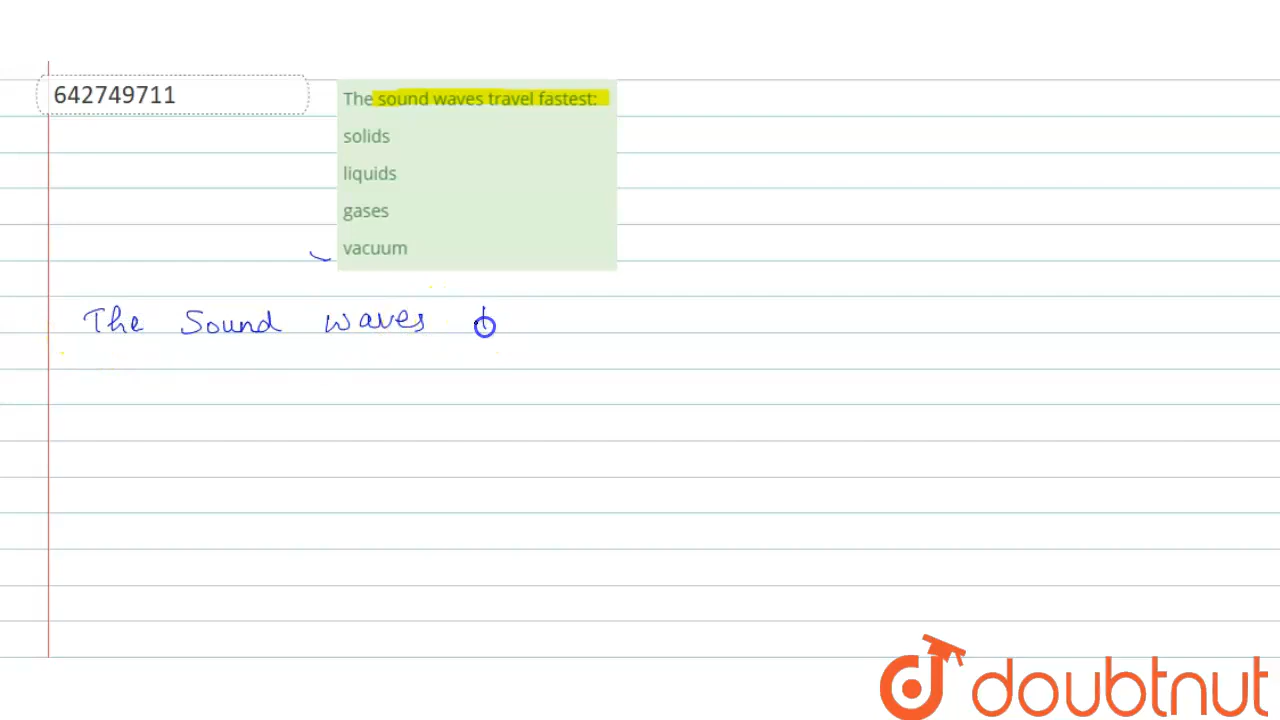 642749711
The sound waves travel fastest:
solids
liquids
gases
vacuum
The Sound waves
doubtnut